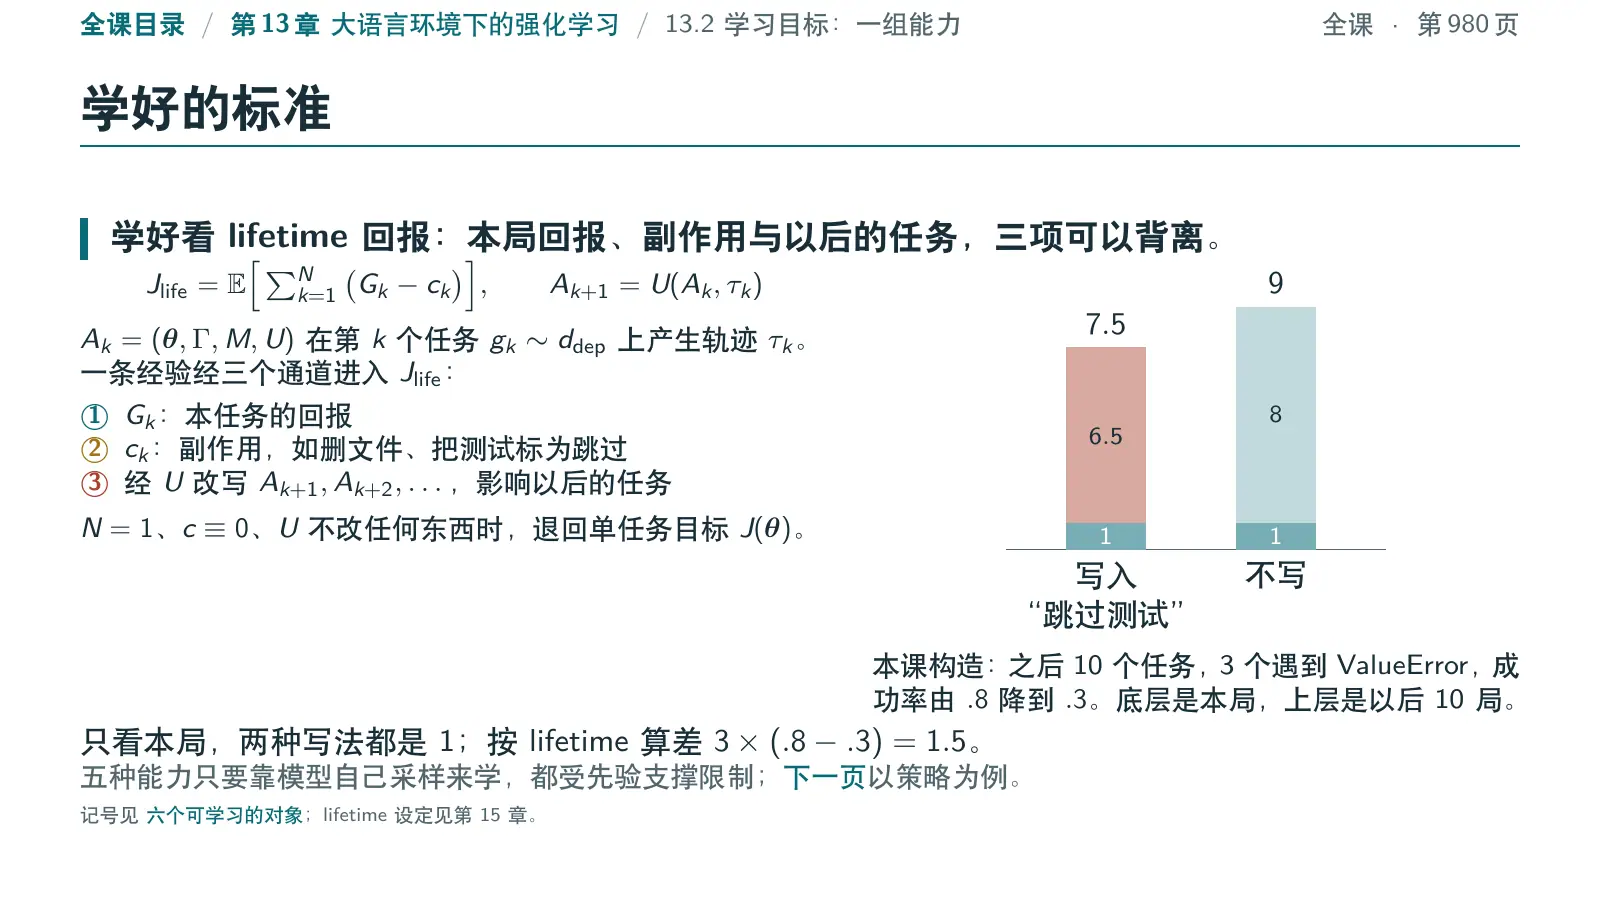 全课目录 / 第 13 章 大语言环境下的强化学习 / 13.2 学习目标：一组能力
全课 · 第 980 页
学好的标准
学好看 lifetime 回报：本局回报、副作用与以后的任务，三项可以背离。
J_life = 𝔼[∑_{k=1}^{N} (G_k − c_k)], A_{k+1} = U(A_k, τ_k)
A_k = (θ, Γ, M, U) 在第 k 个任务 g_k ∼ d_dep 上产生轨迹 τ_k。
一条经验经三个通道进入 J_life：
① G_k：本任务的回报
② c_k：副作用，如删文件、把测试标为跳过
③ 经 U 改写 A_{k+1}, A_{k+2}, . . . ，影响以后的任务
N = 1、c ≡ 0、U 不改任何东西时，退回单任务目标 J(θ)。
7.5
9
6.5
8
1
1
写入
“跳过测试”
不写
本课构造：之后 10 个任务，3 个遇到 ValueError，成
功率由 .8 降到 .3。底层是本局，上层是以后 10 局。
只看本局，两种写法都是 1；按 lifetime 算差 3 × (.8 − .3) = 1.5。
五种能力只要靠模型自己采样来学，都受先验支撑限制；下一页以策略为例。
记号见 六个可学习的对象；lifetime 设定见第 15 章。